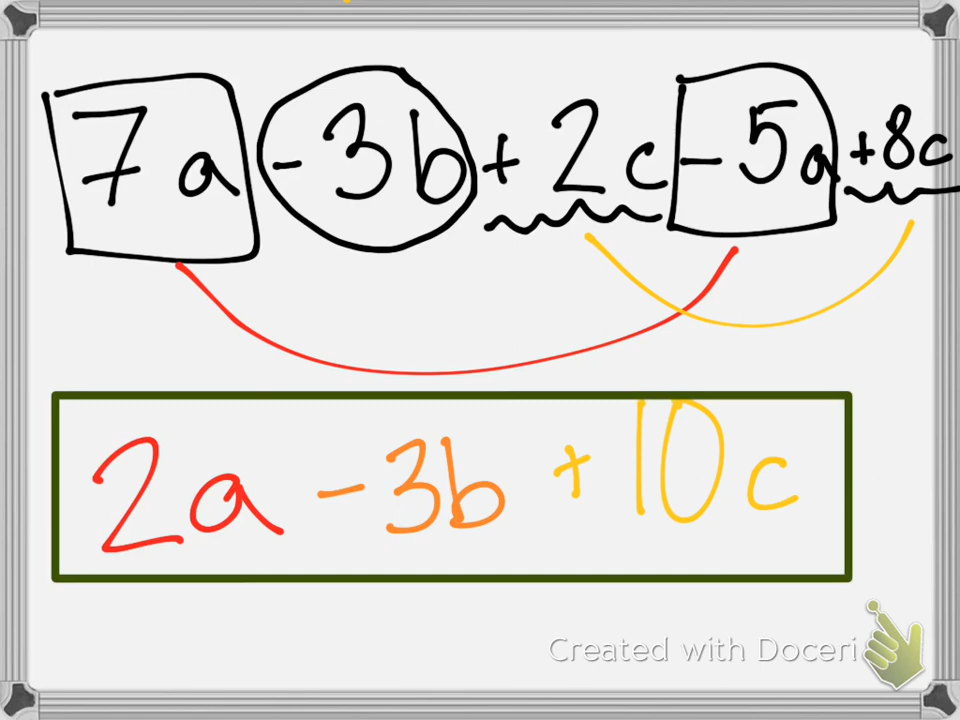 7a - 3b + 2c - 5a + 8c
2a - 3b + 10c
Created with Doceri